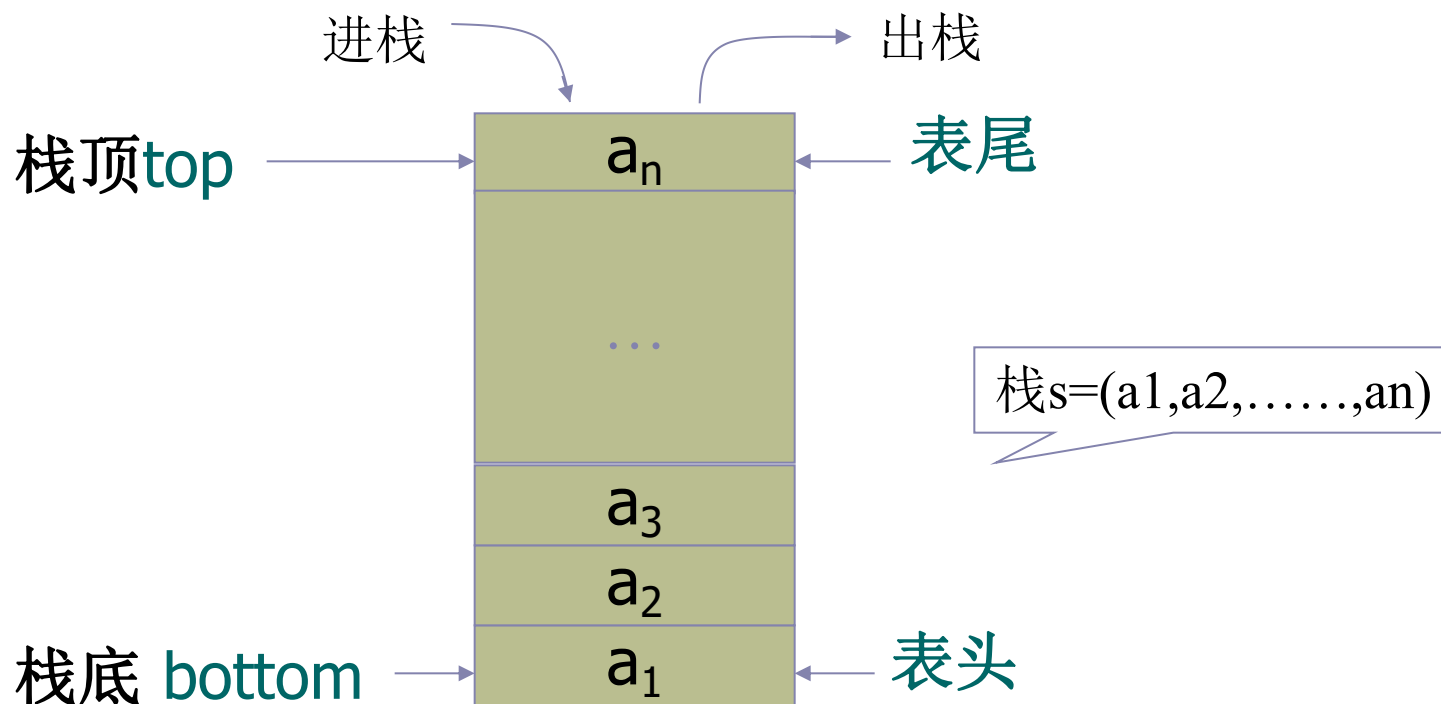 进栈
出栈
栈顶top
aₙ
表尾
...
栈s=(a1,a2,……,an)
a₃
a₂
栈底 bottom
a₁
表头